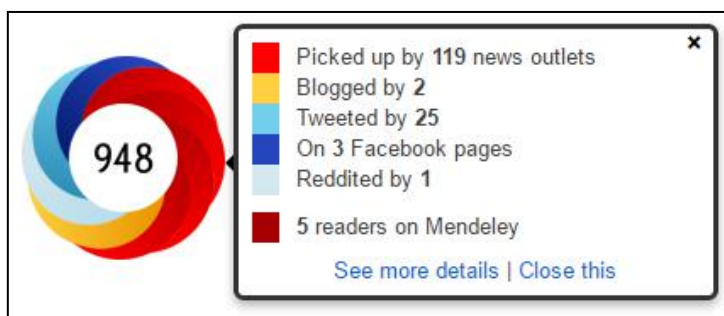 948
×
Picked up by 119 news outlets
Blogged by 2
Tweeted by 25
On 3 Facebook pages
Reddited by 1
5 readers on Mendeley
See more details | Close this